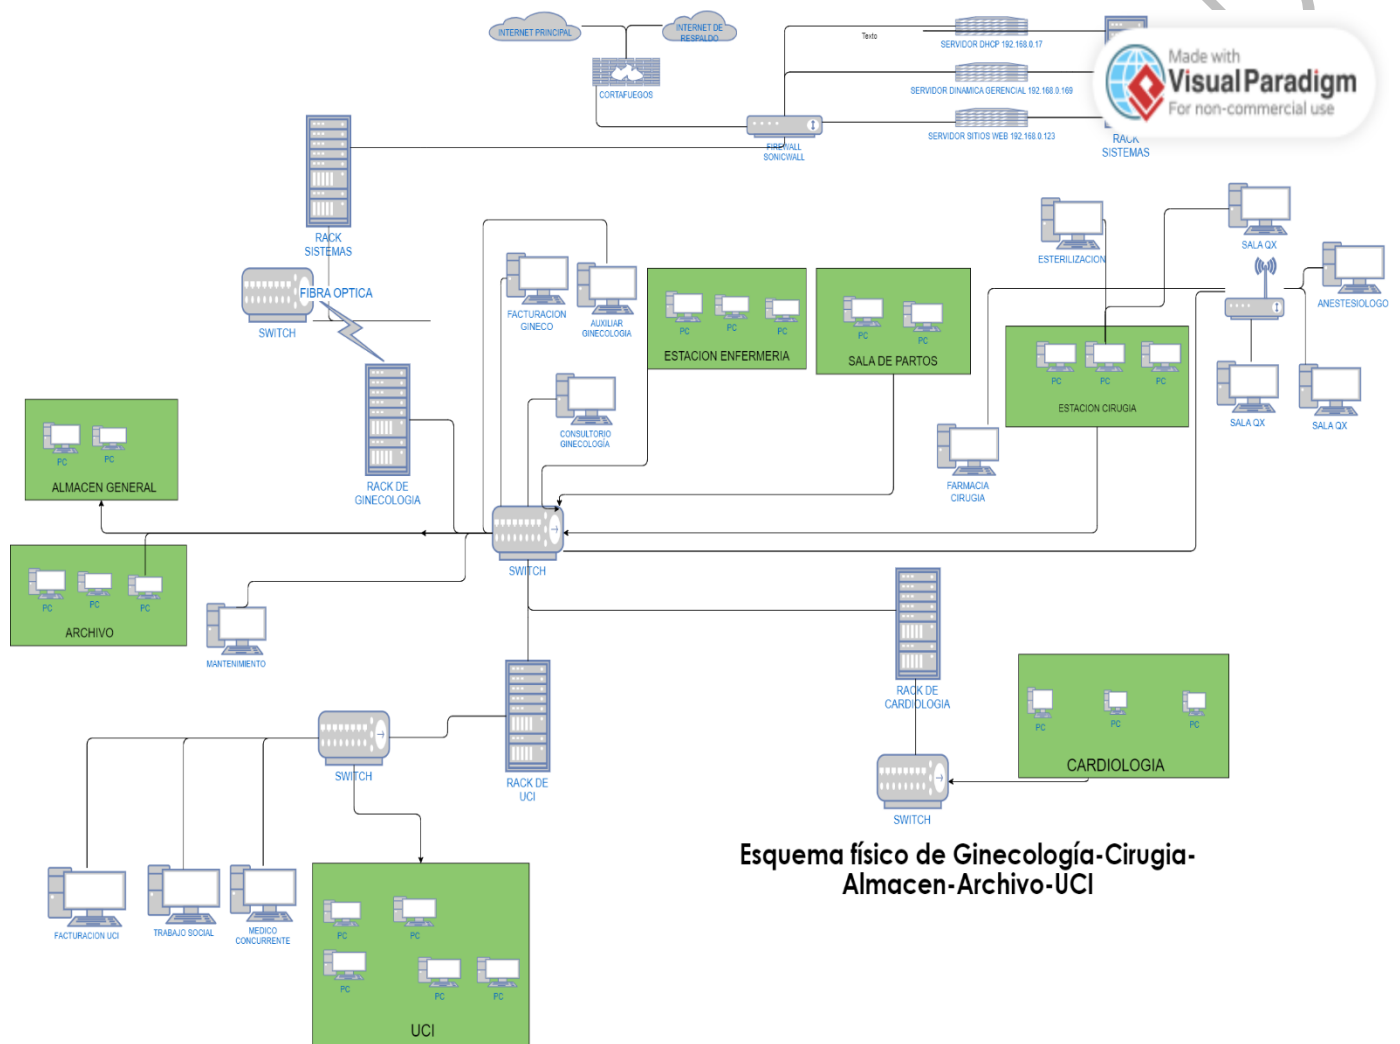 INTERNET PRINCIPAL
INTERNET DE
RESPALDO
Texto
SERVIDOR DHCP 192.168.0.17
CORTAFUEGOS
SERVIDOR DINAMICA GERENCIAL 192.168.0.169
Made with
Visual Paradigm
For non-commercial use
FIREWALL
SONICWALL
SERVIDOR SITIOS WEB 192.168.0.123
RACK
SISTEMAS
RACK
SISTEMAS
FIBRA OPTICA
SWITCH
FACTURACION
GINECO
AUXILIAR
GINECOLOGIA
PC
PC
PC
ESTACION ENFERMERIA
PC
PC
SALA DE PARTOS
ESTERILIZACION
SALA QX
ANESTESIOLOGO
PC
PC
PC
ESTACION CIRUGIA
SALA QX
SALA QX
CONSULTORIO
GINECOLOGÍA
FARMACIA
CIRUGIA
RACK DE
GINECOLOGIA
PC
PC
ALMACEN GENERAL
SWITCH
PC
PC
PC
ARCHIVO
MANTENIMIENTO
RACK DE
CARDIOLOGIA
PC
PC
PC
CARDIOLOGIA
SWITCH
RACK DE
UCI
SWITCH
Esquema físico de Ginecología-Cirugia-
Almacen-Archivo-UCI
FACTURACION UCI
TRABAJO SOCIAL
MEDICO
CONCURRENTE
PC
PC
PC
PC
PC
UCI